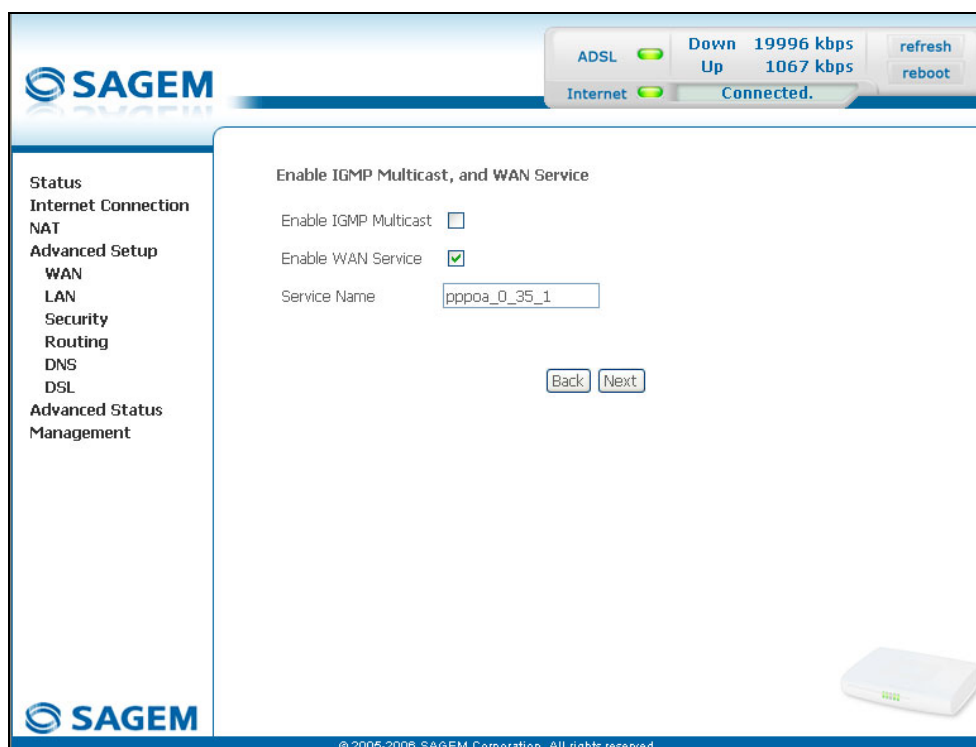 SAGEM
ADSL
Down 19996 kbps
Up 1067 kbps
refresh
reboot
Internet
Connected.
Status
Internet Connection
NAT
Advanced Setup
WAN
LAN
Security
Routing
DNS
DSL
Advanced Status
Management
Enable IGMP Multicast, and WAN Service
Enable IGMP Multicast
Enable WAN Service
Service Name pppoa_0_35_1
Back Next
SAGEM
© 2005-2006 SAGEM Corporation. All rights reserved.